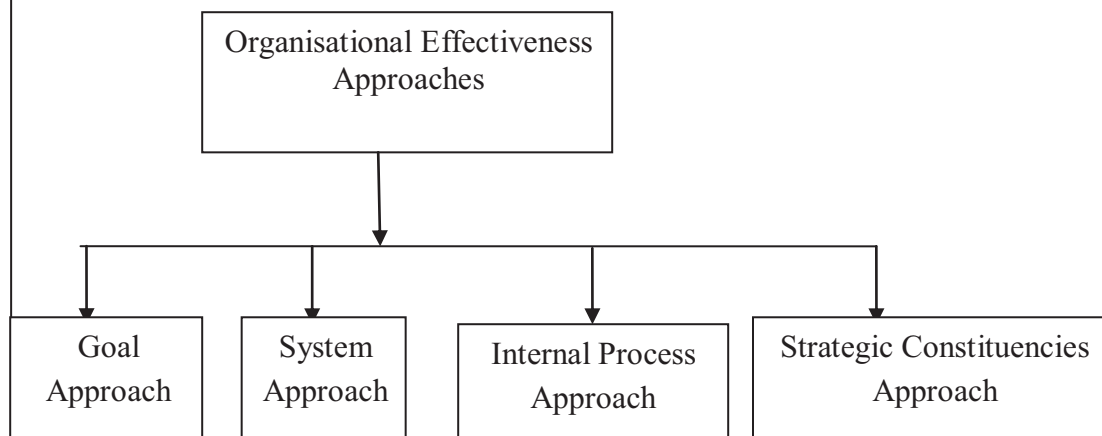 Organisational Effectiveness
Approaches
Goal
Approach
System
Approach
Internal Process
Approach
Strategic Constituencies
Approach